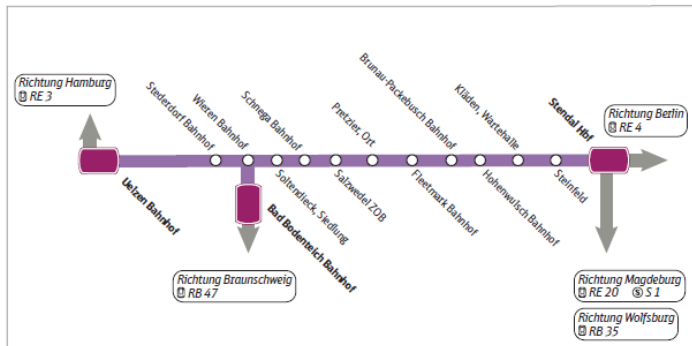 Richtung Hamburg
RE 3
Stederdorf Bahnhof
Wieren Bahnhof
Schnega Bahnhof
Pretzier, Ort
Brunau-Packebusch Bahnhof
Kläden, Wartehalle
Stendal Hbf
Richtung Berlin
RE 4
Uelzen Bahnhof
Bad Bodenteich Bahnhof
Soltendieck, Siedlung
Salzwedel ZOB
Fleetmark Bahnhof
Hohenwulsch Bahnhof
Steinfeld
Richtung Braunschweig
RB 47
Richtung Magdeburg
RE 20 S S 1
Richtung Wolfsburg
RB 35